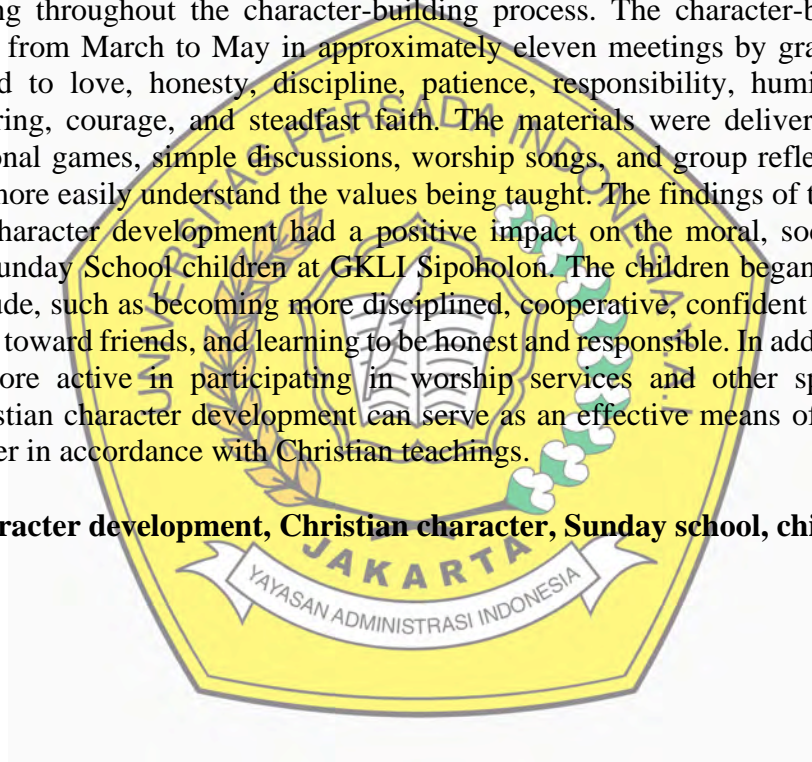 ng throughout the character-building process. The character-b
from March to May in approximately eleven meetings by gra
d to love, honesty, discipline, patience, responsibility, humi
ring, courage, and steadfast faith. The materials were deliver
onal games, simple discussions, worship songs, and group refle
more easily understand the values being taught. The findings of t
haracter development had a positive impact on the moral, soc
unday School children at GKLI Sipoholon. The children began
ude, such as becoming more disciplined, cooperative, confident
toward friends, and learning to be honest and responsible. In add
ore active in participating in worship services and other sp
stian character development can serve as an effective means of
er in accordance with Christian teachings.
racter development, Christian character, Sunday school, chi
UNIVERSITAS PERSADA INDONESIA Y.A.I
JAKARTA
YAYASAN ADMINISTRASI INDONESIA